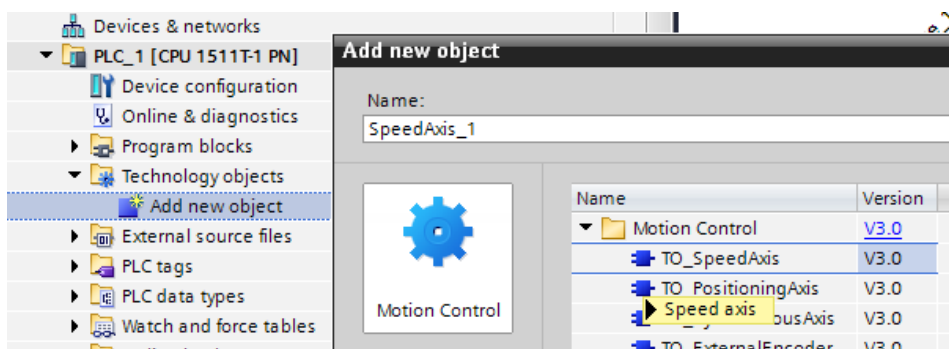 Devices & networks
PLC_1 [CPU 1511T-1 PN]
Device configuration
Online & diagnostics
Program blocks
Technology objects
Add new object
External source files
PLC tags
PLC data types
Watch and force tables
Add new object
Name:
SpeedAxis_1
Motion Control
Name Version
Motion Control V3.0
TO_SpeedAxis V3.0
TO_PositioningAxis V3.0
Speed axis
ousAxis V3.0
TO_ExternalEncoder V3.0